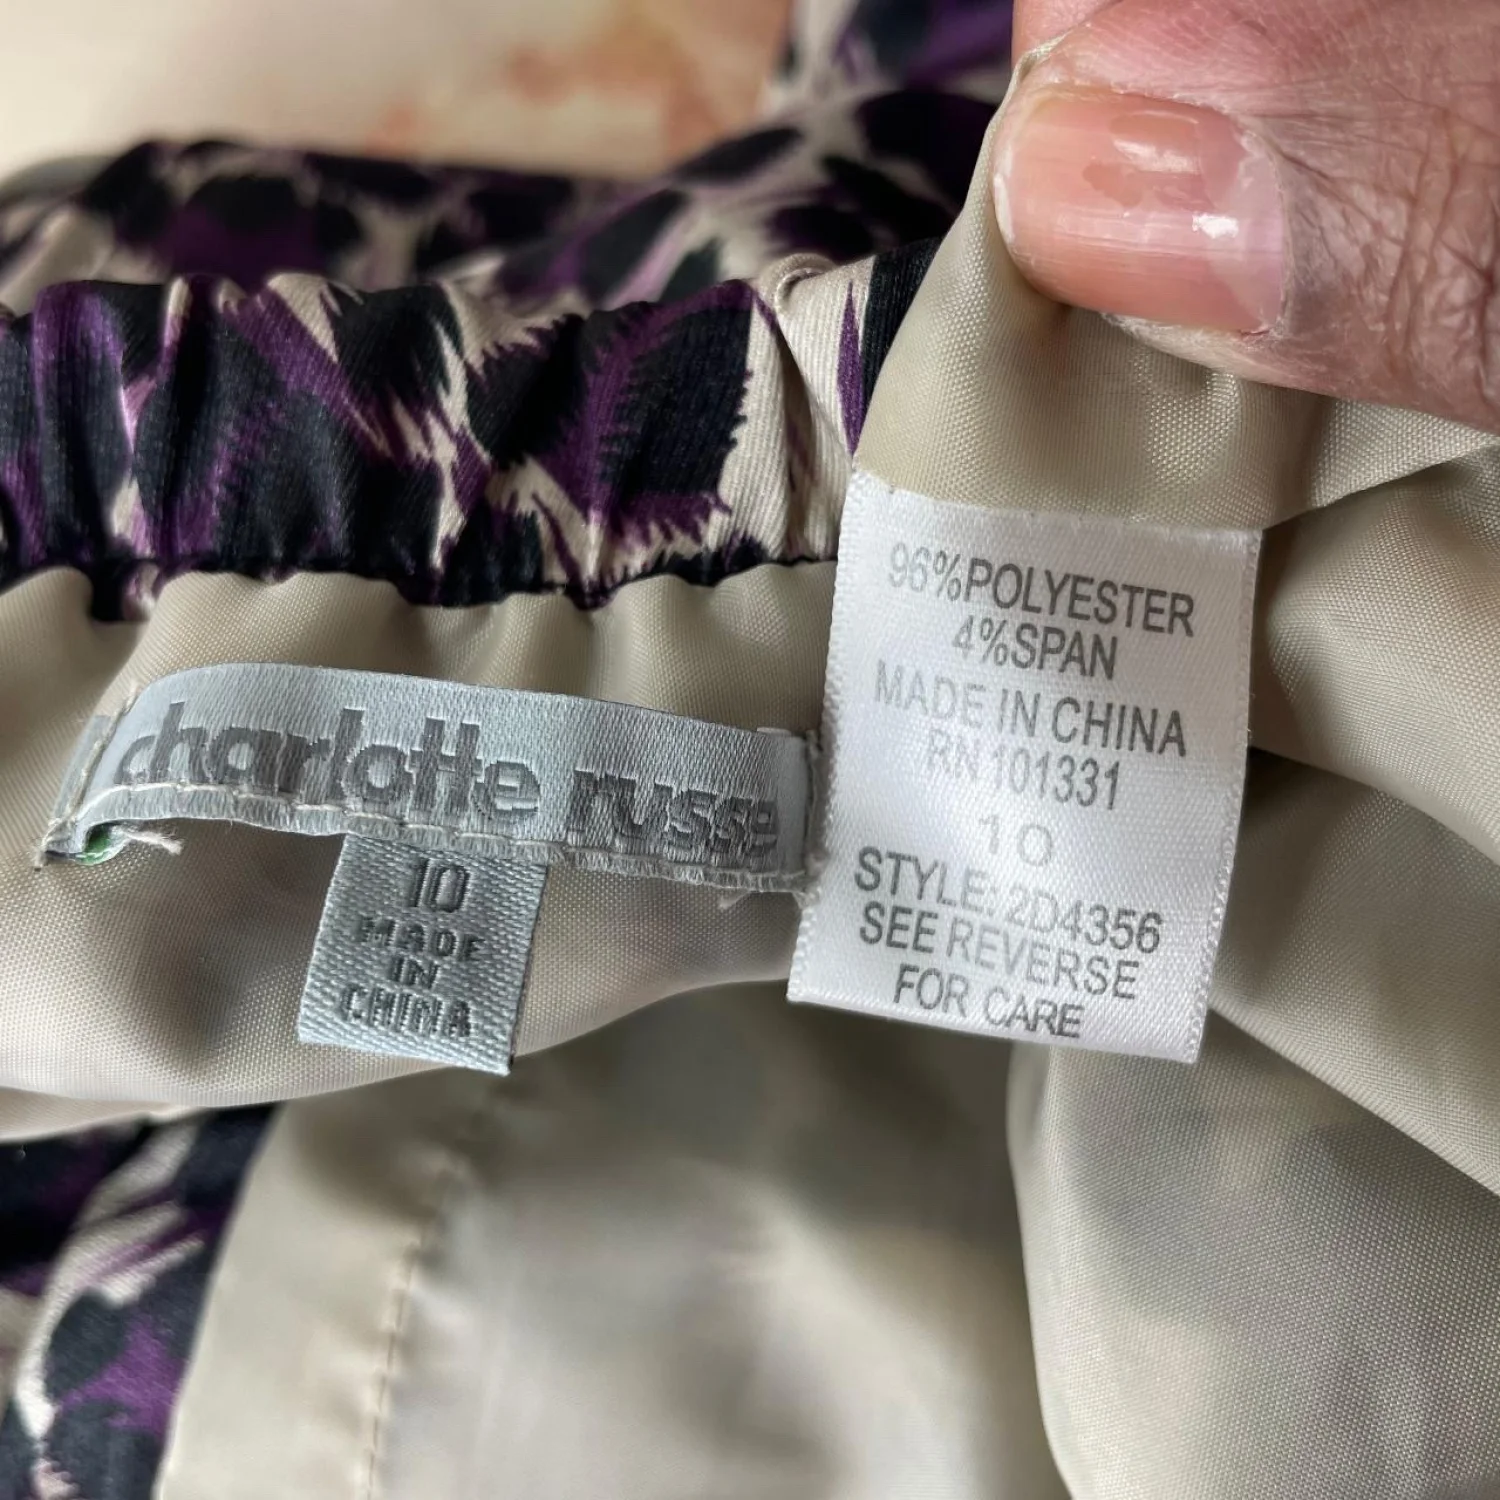 charlotte russe
10
MADE
IN
CHINA
96%POLYESTER
4%SPAN
MADE IN CHINA
RN 101331
10
STYLE: 2D4356
SEE REVERSE
FOR CARE